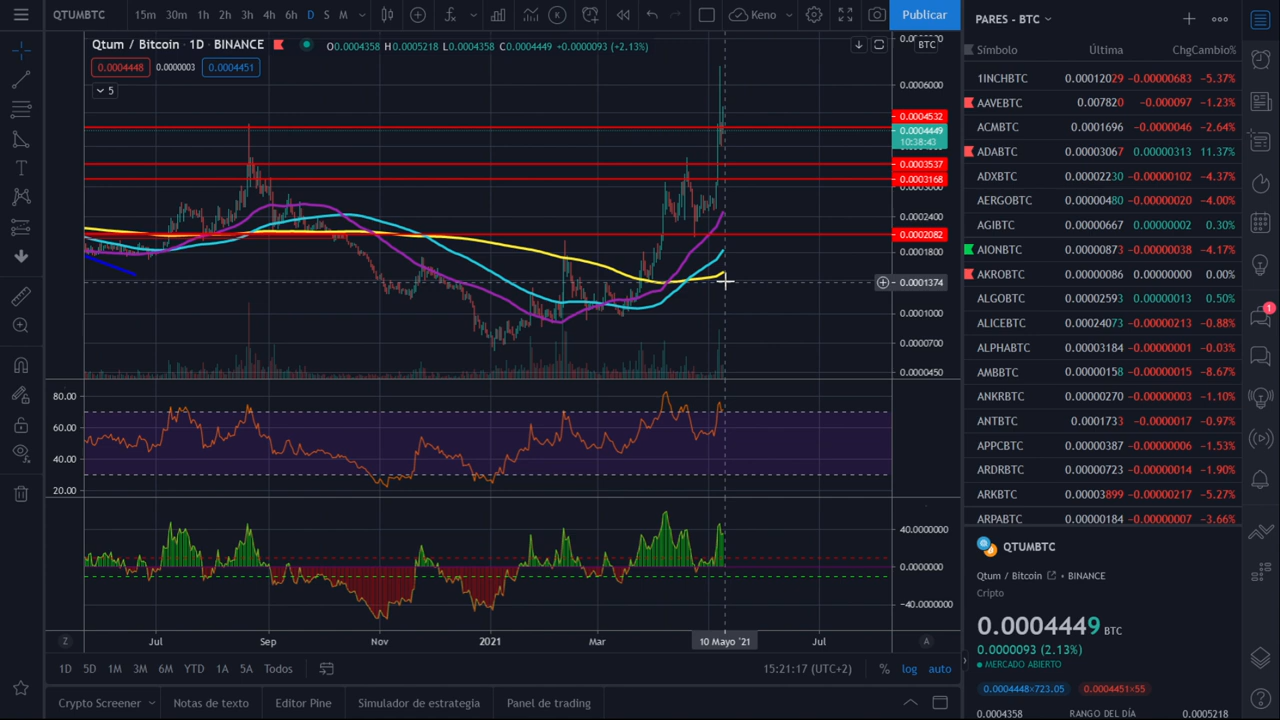 QTUMBTC 15m 30m 1h 2h 3h 4h 6h D S M Keno Publicar
Qtum / Bitcoin · 1D · BINANCE O0.0004358 H0.0005218 L0.0004358 C0.0004449 +0.0000093 (+2.13%)
0.0004448 0.0000003 0.0004451
5
BTC
0.0006000
0.0004532
0.0004449
10:38:43
0.0003537
0.0003168
0.0003000
0.0002400
0.0002082
0.0001800
0.0001374
0.0001000
0.0000700
0.0000450
80.00
60.00
40.00
20.00
40.0000000
0.0000000
−40.0000000
Z Jul Sep Nov 2021 Mar 10 Mayo '21 Jul A
1D 5D 1M 3M 6M YTD 1A 5A Todos 15:21:17 (UTC+2) % log auto
Crypto Screener Notas de texto Editor Pine Simulador de estrategia Panel de trading
PARES - BTC
Símbolo Última Chg Cambio%
1INCHBTC 0.00012029 −0.00000683 −5.37%
AAVEBTC 0.007820 −0.000097 −1.23%
ACMBTC 0.0001696 −0.0000046 −2.64%
ADABTC 0.00003067 0.00000313 11.37%
ADXBTC 0.00002230 −0.00000102 −4.37%
AERGOBTC 0.00000480 −0.00000020 −4.00%
AGIBTC 0.00000667 0.00000002 0.30%
AIONBTC 0.00000873 −0.00000038 −4.17%
AKROBTC 0.00000086 0.00000000 0.00%
ALGOBTC 0.00002593 0.00000013 0.50%
ALICEBTC 0.00024073 −0.00000213 −0.88%
ALPHABTC 0.00003184 −0.00000001 −0.03%
AMBBTC 0.00000158 −0.00000015 −8.67%
ANKRBTC 0.00000270 −0.00000003 −1.10%
ANTBTC 0.0001733 −0.0000017 −0.97%
APPCBTC 0.00000387 −0.00000006 −1.53%
ARDRBTC 0.00000723 −0.00000014 −1.90%
ARKBTC 0.00003899 −0.00000217 −5.27%
ARPABTC 0.00000184 −0.00000007 −3.66%
1
QTUMBTC
Qtum / Bitcoin • BINANCE
Cripto
0.0004449 BTC
0.0000093 (2.13%)
MERCADO ABIERTO
0.0004448×723.05 0.0004451×55
0.0004358 RANGO DEL DÍA 0.0005218